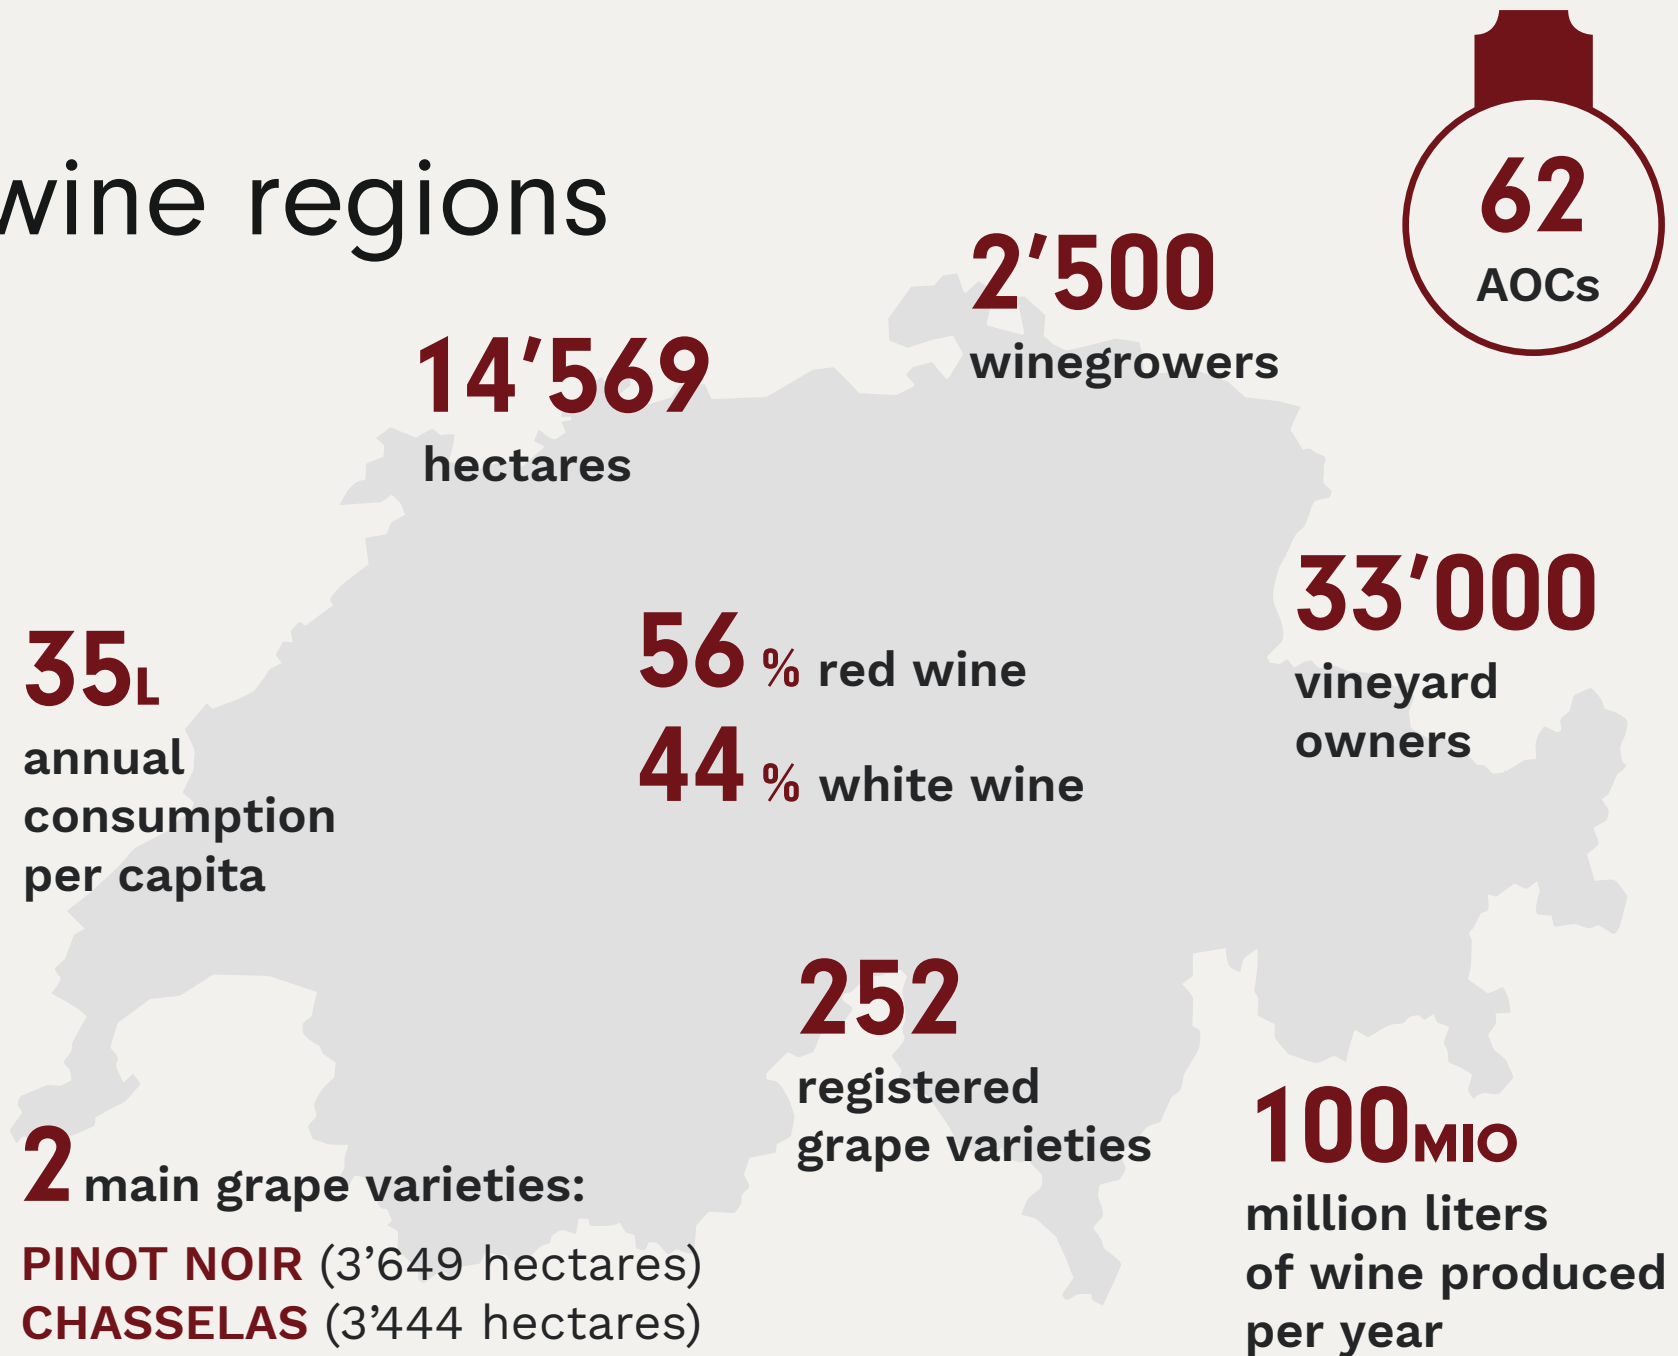 wine regions
62
AOCs
2’500
winegrowers
14’569
hectares
33’000
vineyard
owners
35L
annual
consumption
per capita
56 % red wine
44 % white wine
252
registered
grape varieties
100MIO
million liters
of wine produced
per year
2 main grape varieties:
PINOT NOIR (3’649 hectares)
CHASSELAS (3’444 hectares)